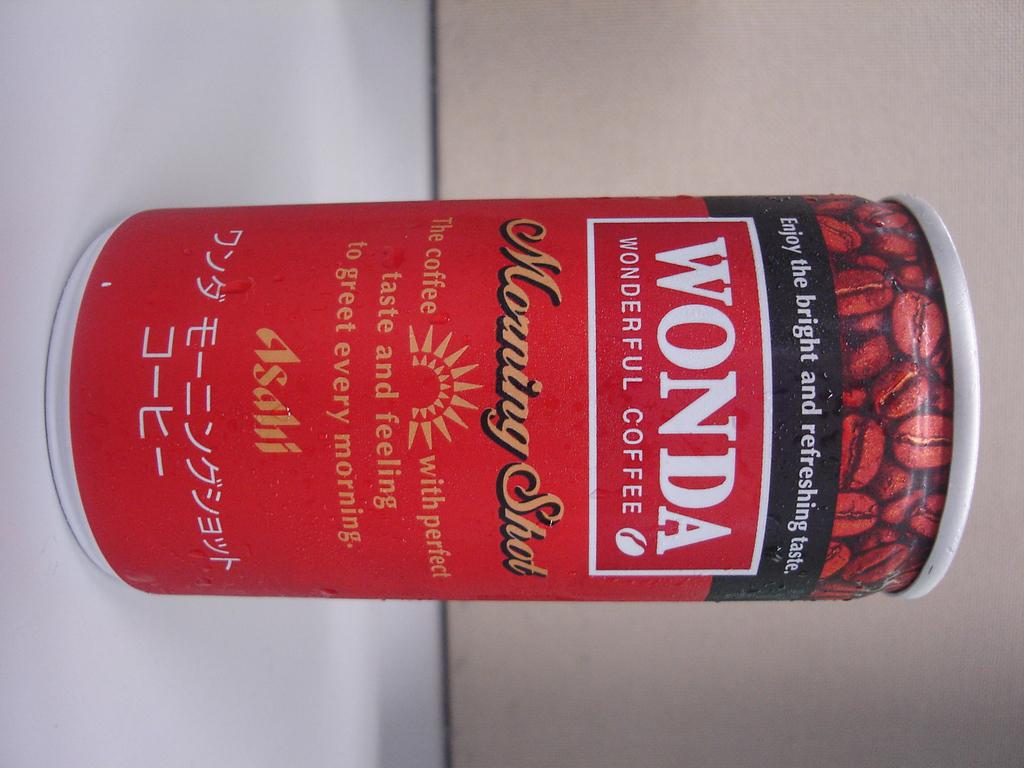 Enjoy the bright and refreshing taste.
WONDA
WONDERFUL COFFEE
Morning Shot
The coffee with perfect
taste and feeling
to greet every morning.
Asahi
ワンダ モーニングショット
コーヒー